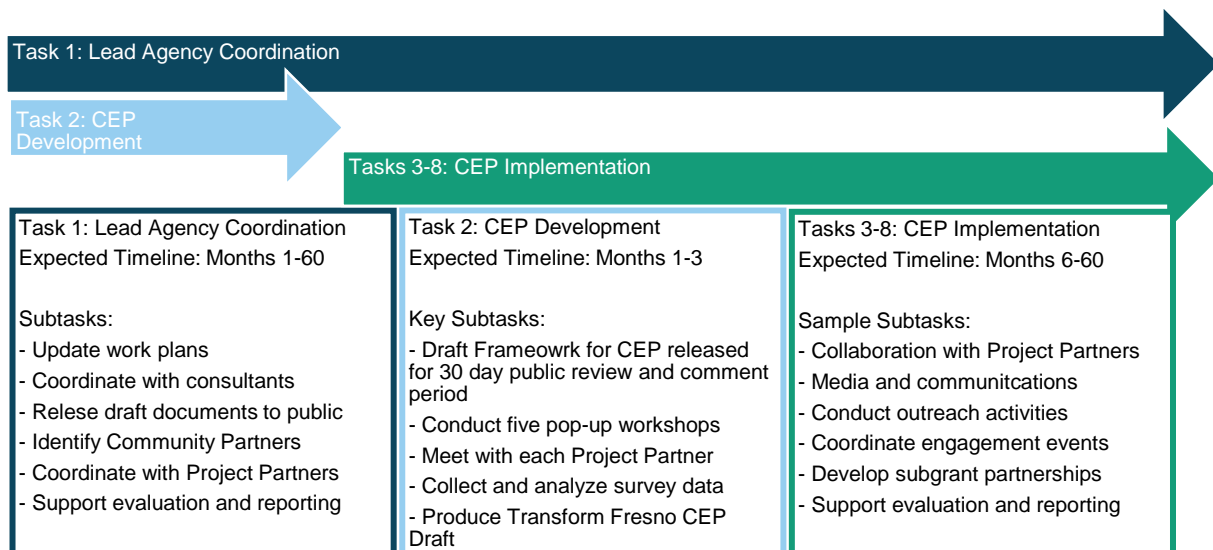 Task 1: Lead Agency Coordination
Task 2: CEP
Development
Tasks 3-8: CEP Implementation
Task 1: Lead Agency Coordination
Expected Timeline: Months 1-60
Subtasks:
- Update work plans
- Coordinate with consultants
- Relese draft documents to public
- Identify Community Partners
- Coordinate with Project Partners
- Support evaluation and reporting
Task 2: CEP Development
Expected Timeline: Months 1-3
Key Subtasks:
- Draft Frameowrk for CEP released
for 30 day public review and comment
period
- Conduct five pop-up workshops
- Meet with each Project Partner
- Collect and analyze survey data
- Produce Transform Fresno CEP
Draft
Tasks 3-8: CEP Implementation
Expected Timeline: Months 6-60
Sample Subtasks:
- Collaboration with Project Partners
- Media and communitcations
- Conduct outreach activities
- Coordinate engagement events
- Develop subgrant partnerships
- Support evaluation and reporting